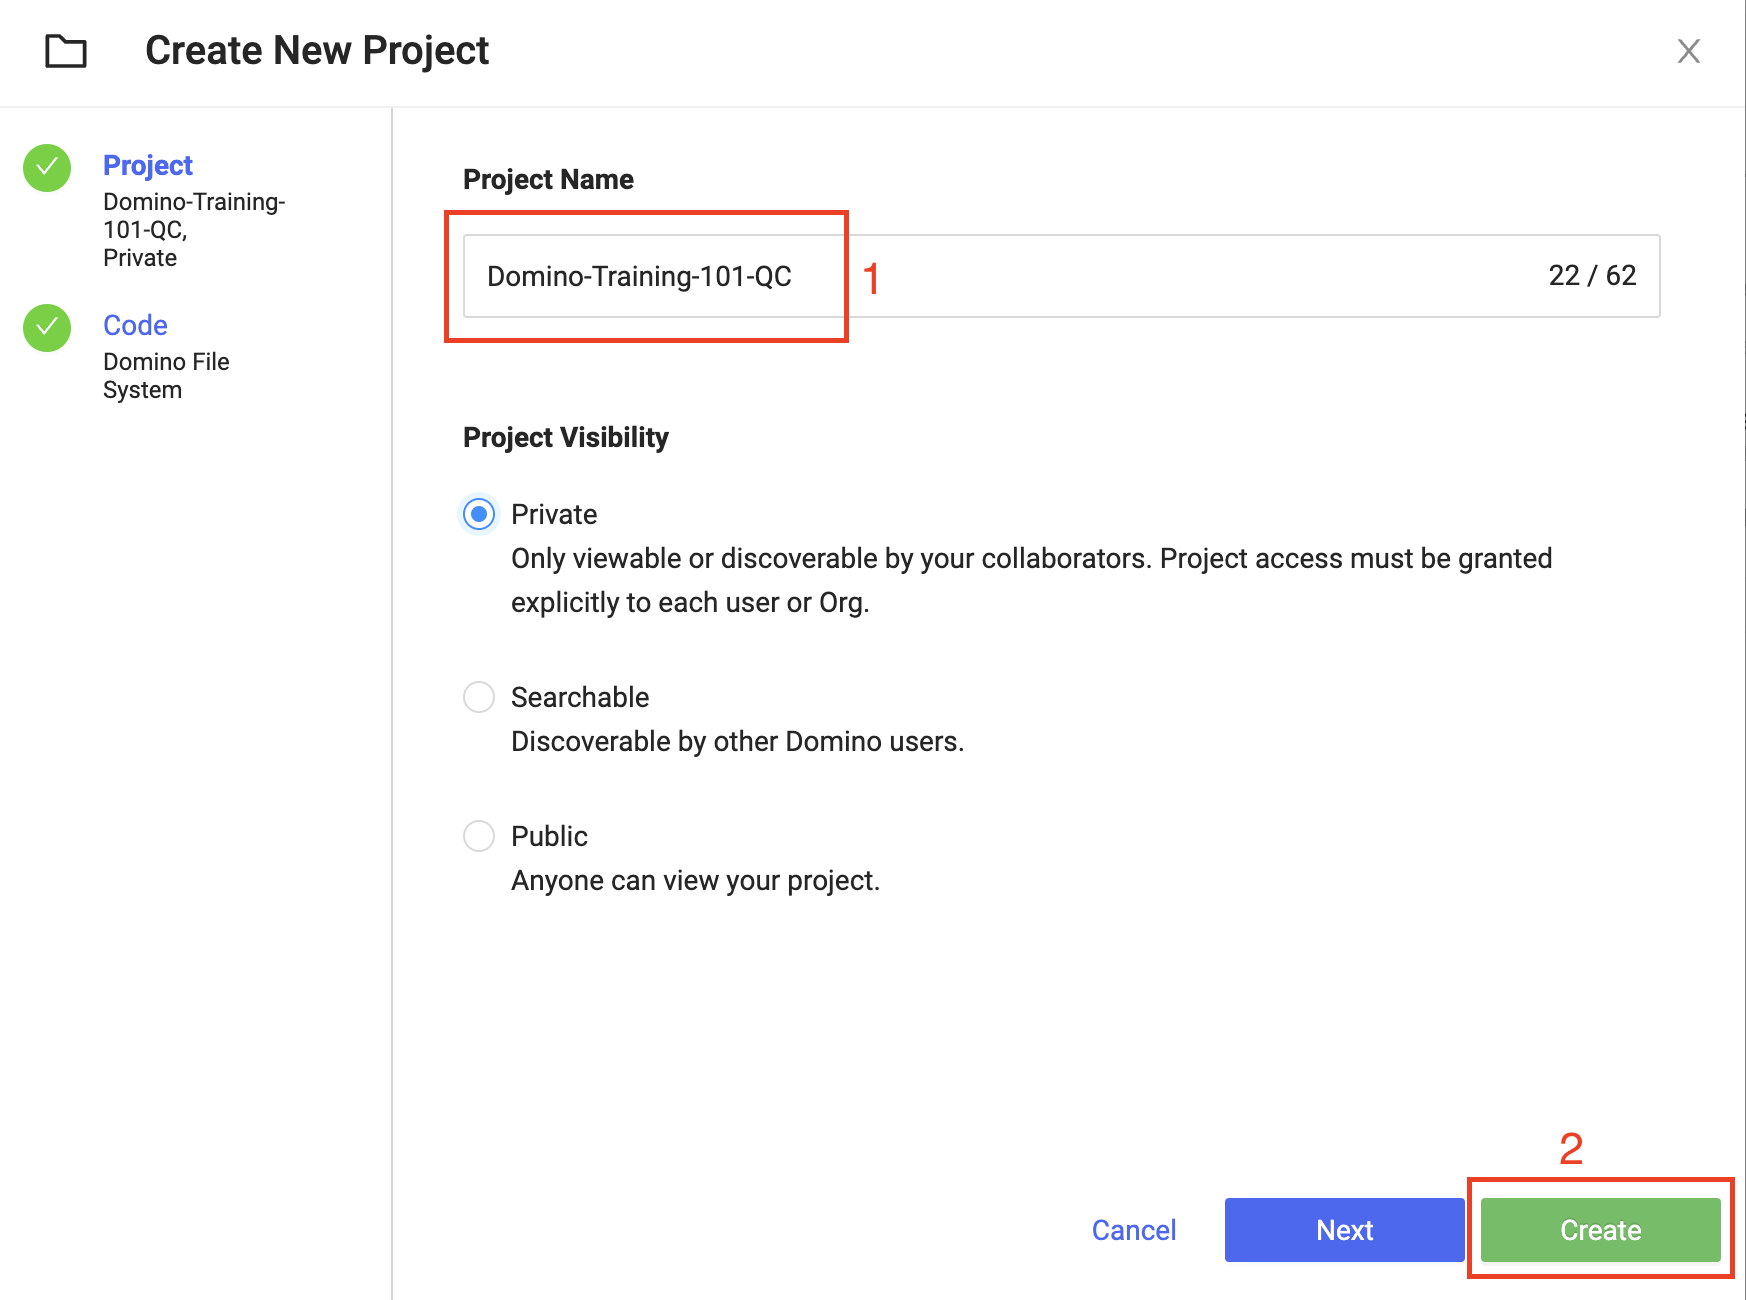 Create New Project
Project
Domino-Training-
101-QC,
Private
Code
Domino File
System
Project Name
Domino-Training-101-QC
1
22 / 62
Project Visibility
Private
Only viewable or discoverable by your collaborators. Project access must be granted
explicitly to each user or Org.
Searchable
Discoverable by other Domino users.
Public
Anyone can view your project.
2
Cancel
Next
Create